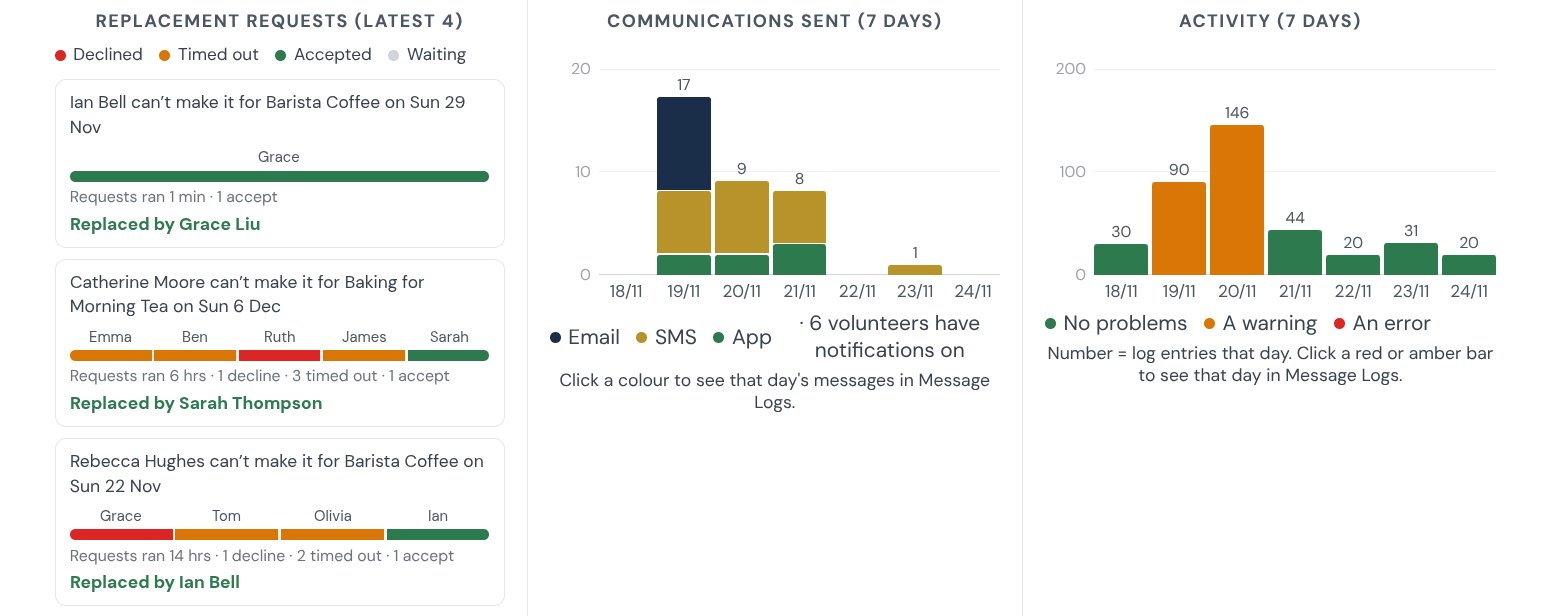 REPLACEMENT REQUESTS (LATEST 4)
Declined
Timed out
Accepted
Waiting
Ian Bell can’t make it for Barista Coffee on Sun 29
Nov
Grace
Requests ran 1 min · 1 accept
Replaced by Grace Liu
Catherine Moore can’t make it for Baking for
Morning Tea on Sun 6 Dec
Emma Ben Ruth James Sarah
Requests ran 6 hrs · 1 decline · 3 timed out · 1 accept
Replaced by Sarah Thompson
Rebecca Hughes can’t make it for Barista Coffee on
Sun 22 Nov
Grace Tom Olivia Ian
Requests ran 14 hrs · 1 decline · 2 timed out · 1 accept
Replaced by Ian Bell
COMMUNICATIONS SENT (7 DAYS)
20
17
10
9
8
1
0
18/11 19/11 20/11 21/11 22/11 23/11 24/11
Email SMS App
· 6 volunteers have
notifications on
Click a colour to see that day's messages in Message
Logs.
ACTIVITY (7 DAYS)
200
146
100
90
44
30
20
31
20
0
18/11 19/11 20/11 21/11 22/11 23/11 24/11
No problems A warning An error
Number = log entries that day. Click a red or amber bar
to see that day in Message Logs.